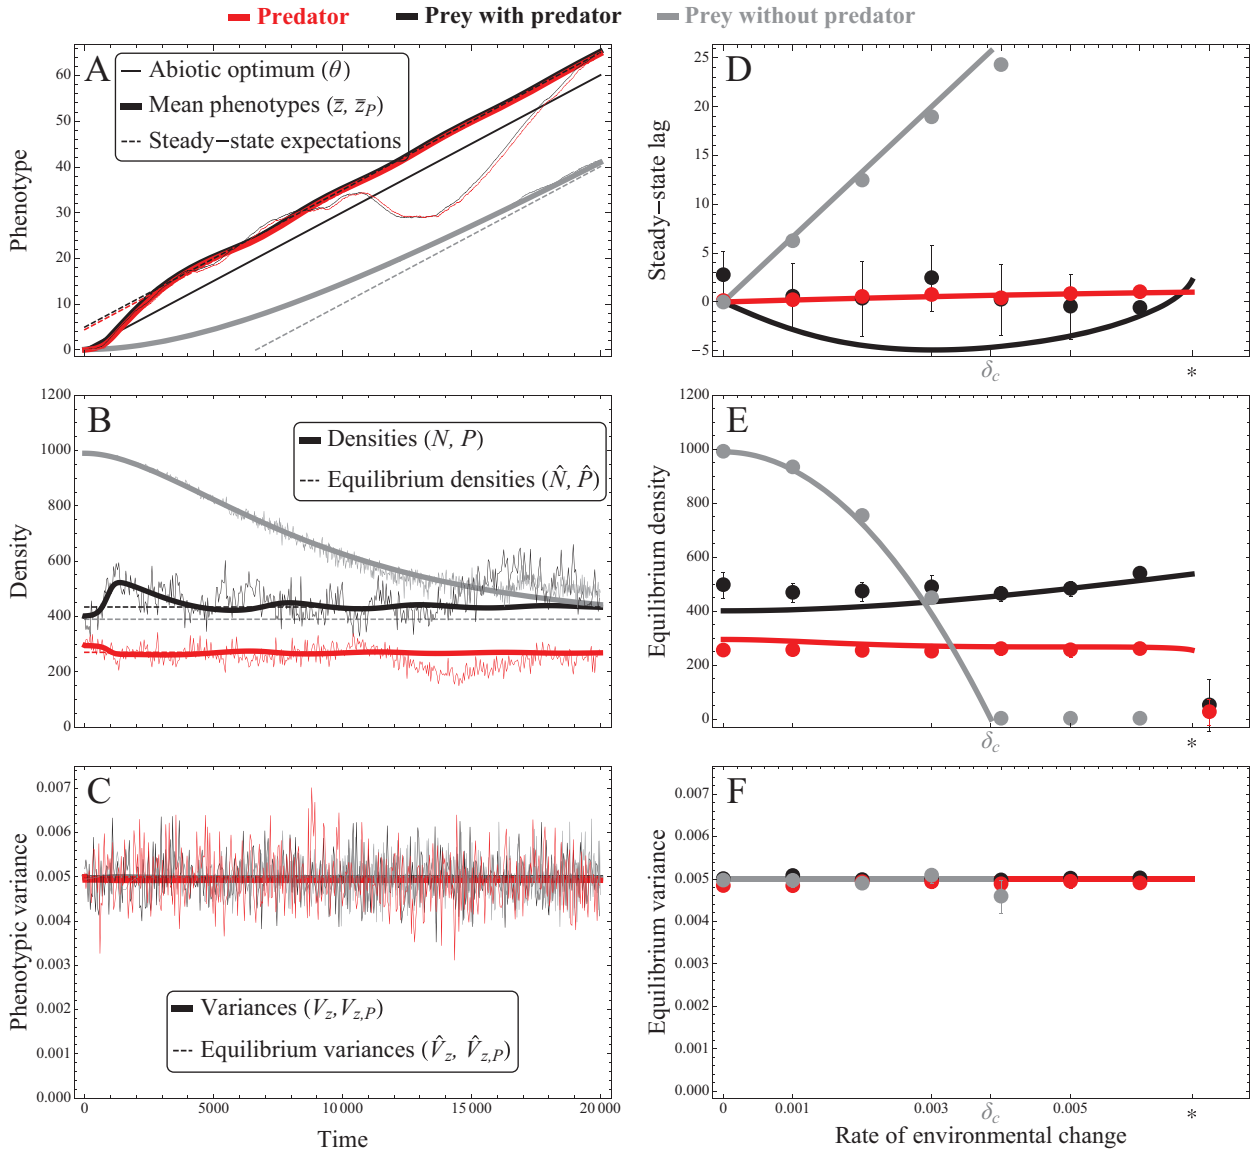 Predator Prey with predator Prey without predator
A
Abiotic optimum (θ)
Mean phenotypes (z̄, z̄P)
Steady−state expectations
Phenotype
60
50
40
30
20
10
0
D
Steady−state lag
25
20
15
10
5
0
−5
δc *
B
Densities (N, P)
Equilibrium densities (N̂, P̂)
Density
1200
1000
800
600
400
200
0
E
Equilibrium density
1200
1000
800
600
400
200
0
δc *
C
Variances (Vz, Vz,P)
Equilibrium variances (V̂z, V̂z,P)
Phenotypic variance
0.007
0.006
0.005
0.004
0.003
0.002
0.001
0.000
0 5000 10 000 15 000 20 000
Time
F
Equilibrium variance
0.007
0.006
0.005
0.004
0.003
0.002
0.001
0.000
0 0.001 0.003 δc 0.005 *
Rate of environmental change